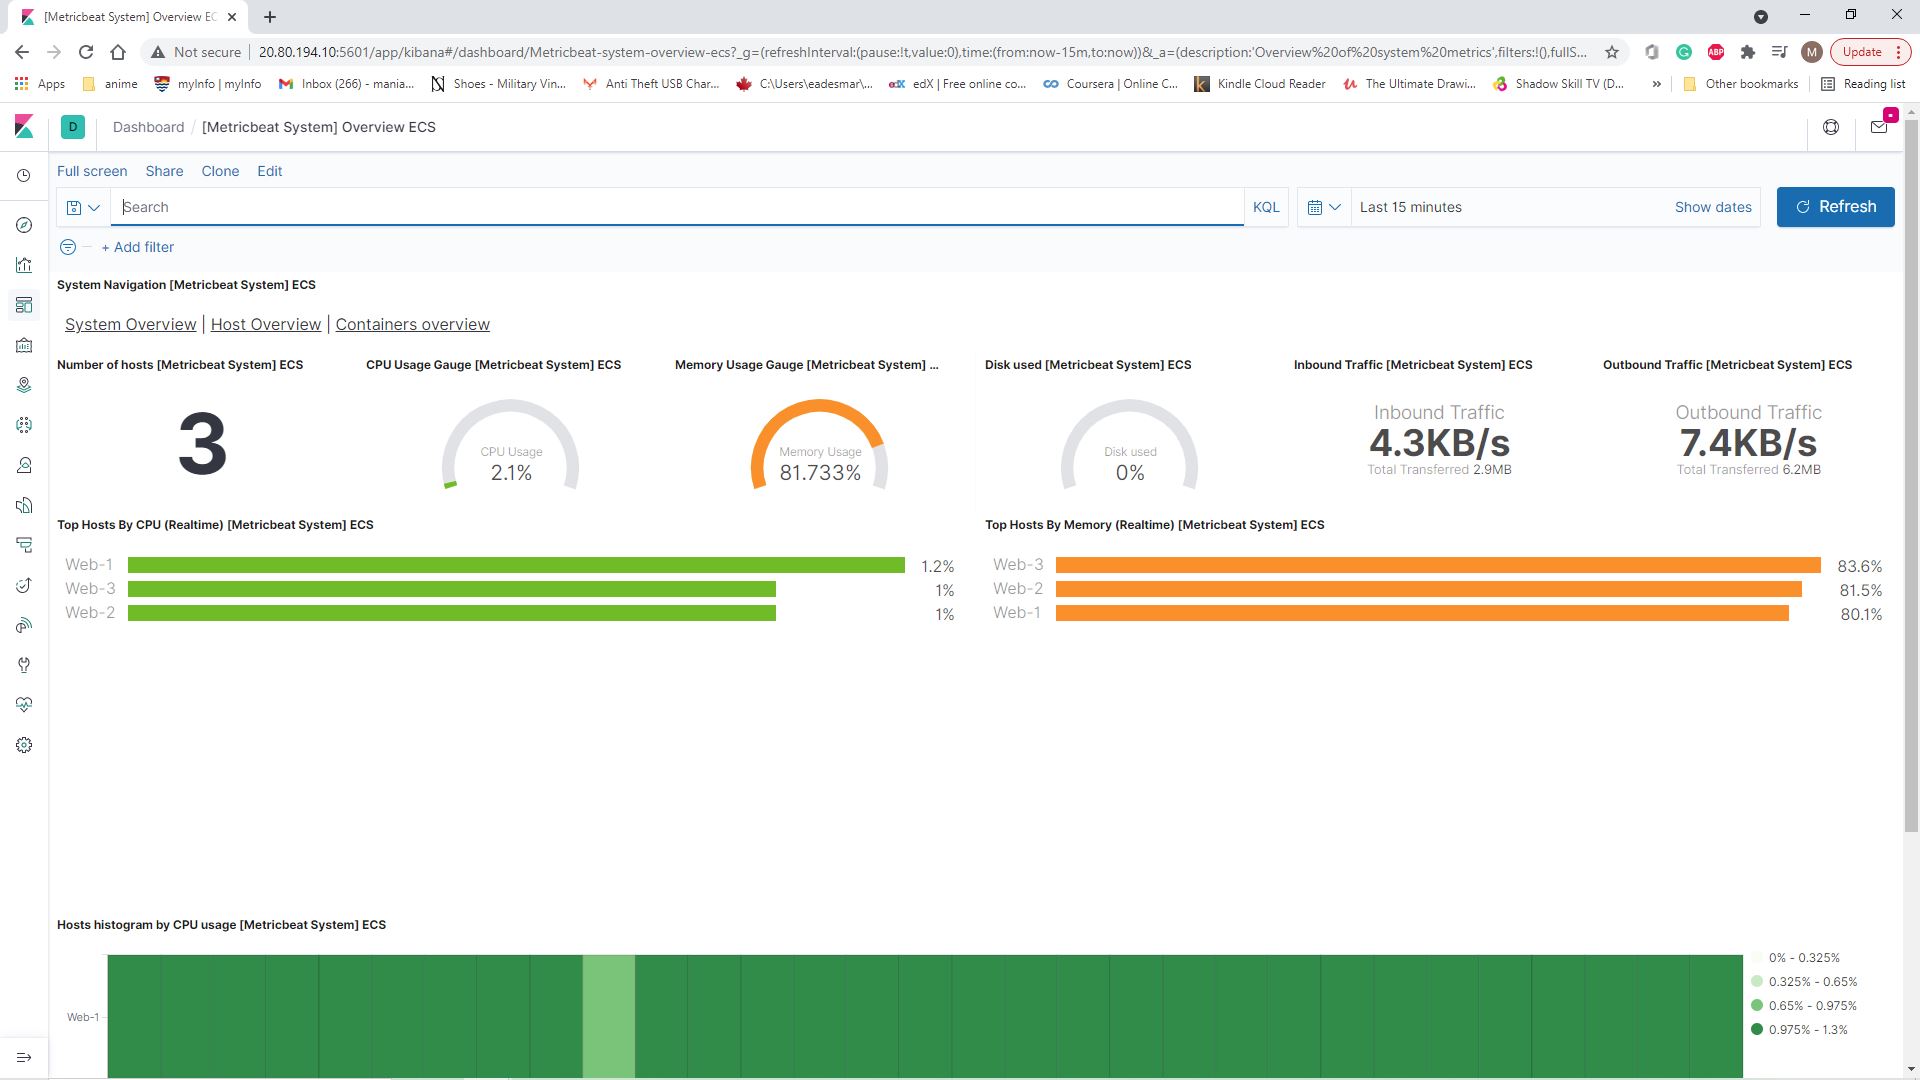 [Metricbeat System] Overview EC
Not secure
20.80.194.10:5601/app/kibana#/dashboard/Metricbeat-system-overview-ecs?_g=(refreshInterval:(pause:!t,value:0),time:(from:now-15m,to:now))&_a=(description:'Overview%20of%20system%20metrics',filters:!(),fullS...
ABP
M
Update
Apps
anime
myInfo | myInfo
Inbox (266) - mania...
Shoes - Military Vin...
Anti Theft USB Char...
C:\Users\eadesmar\...
edX | Free online co...
Coursera | Online C...
Kindle Cloud Reader
The Ultimate Drawi...
Shadow Skill TV (D...
»
Other bookmarks
Reading list
D
Dashboard / [Metricbeat System] Overview ECS
Full screen
Share
Clone
Edit
Search
KQL
Last 15 minutes
Show dates
Refresh
+ Add filter
System Navigation [Metricbeat System] ECS
System Overview | Host Overview | Containers overview
Number of hosts [Metricbeat System] ECS
3
CPU Usage Gauge [Metricbeat System] ECS
CPU Usage
2.1%
Memory Usage Gauge [Metricbeat System] ...
Memory Usage
81.733%
Disk used [Metricbeat System] ECS
Disk used
0%
Inbound Traffic [Metricbeat System] ECS
Inbound Traffic
4.3KB/s
Total Transferred 2.9MB
Outbound Traffic [Metricbeat System] ECS
Outbound Traffic
7.4KB/s
Total Transferred 6.2MB
Top Hosts By CPU (Realtime) [Metricbeat System] ECS
Web-1 1.2%
Web-3 1%
Web-2 1%
Top Hosts By Memory (Realtime) [Metricbeat System] ECS
Web-3 83.6%
Web-2 81.5%
Web-1 80.1%
Hosts histogram by CPU usage [Metricbeat System] ECS
Web-1
0% - 0.325%
0.325% - 0.65%
0.65% - 0.975%
0.975% - 1.3%